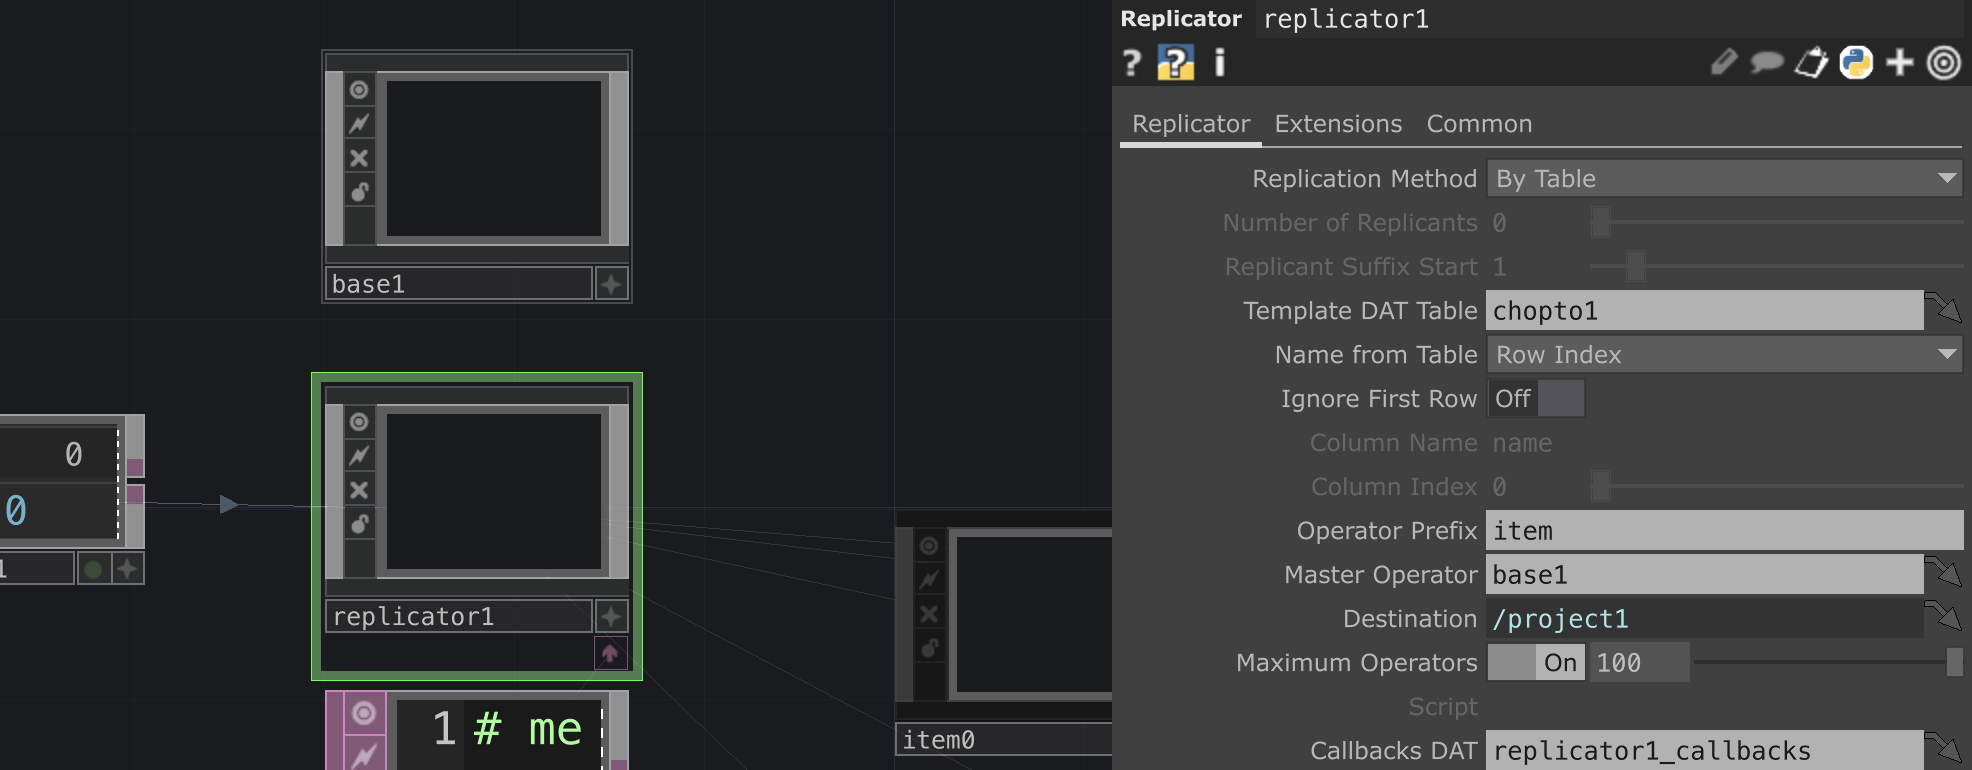 base1
0
0
1
replicator1
1 # me
item0
Replicator replicator1
? ? i
Replicator Extensions Common
Replication Method By Table
Number of Replicants 0
Replicant Suffix Start 1
Template DAT Table chopto1
Name from Table Row Index
Ignore First Row Off
Column Name name
Column Index 0
Operator Prefix item
Master Operator base1
Destination /project1
Maximum Operators On 100
Script
Callbacks DAT replicator1_callbacks